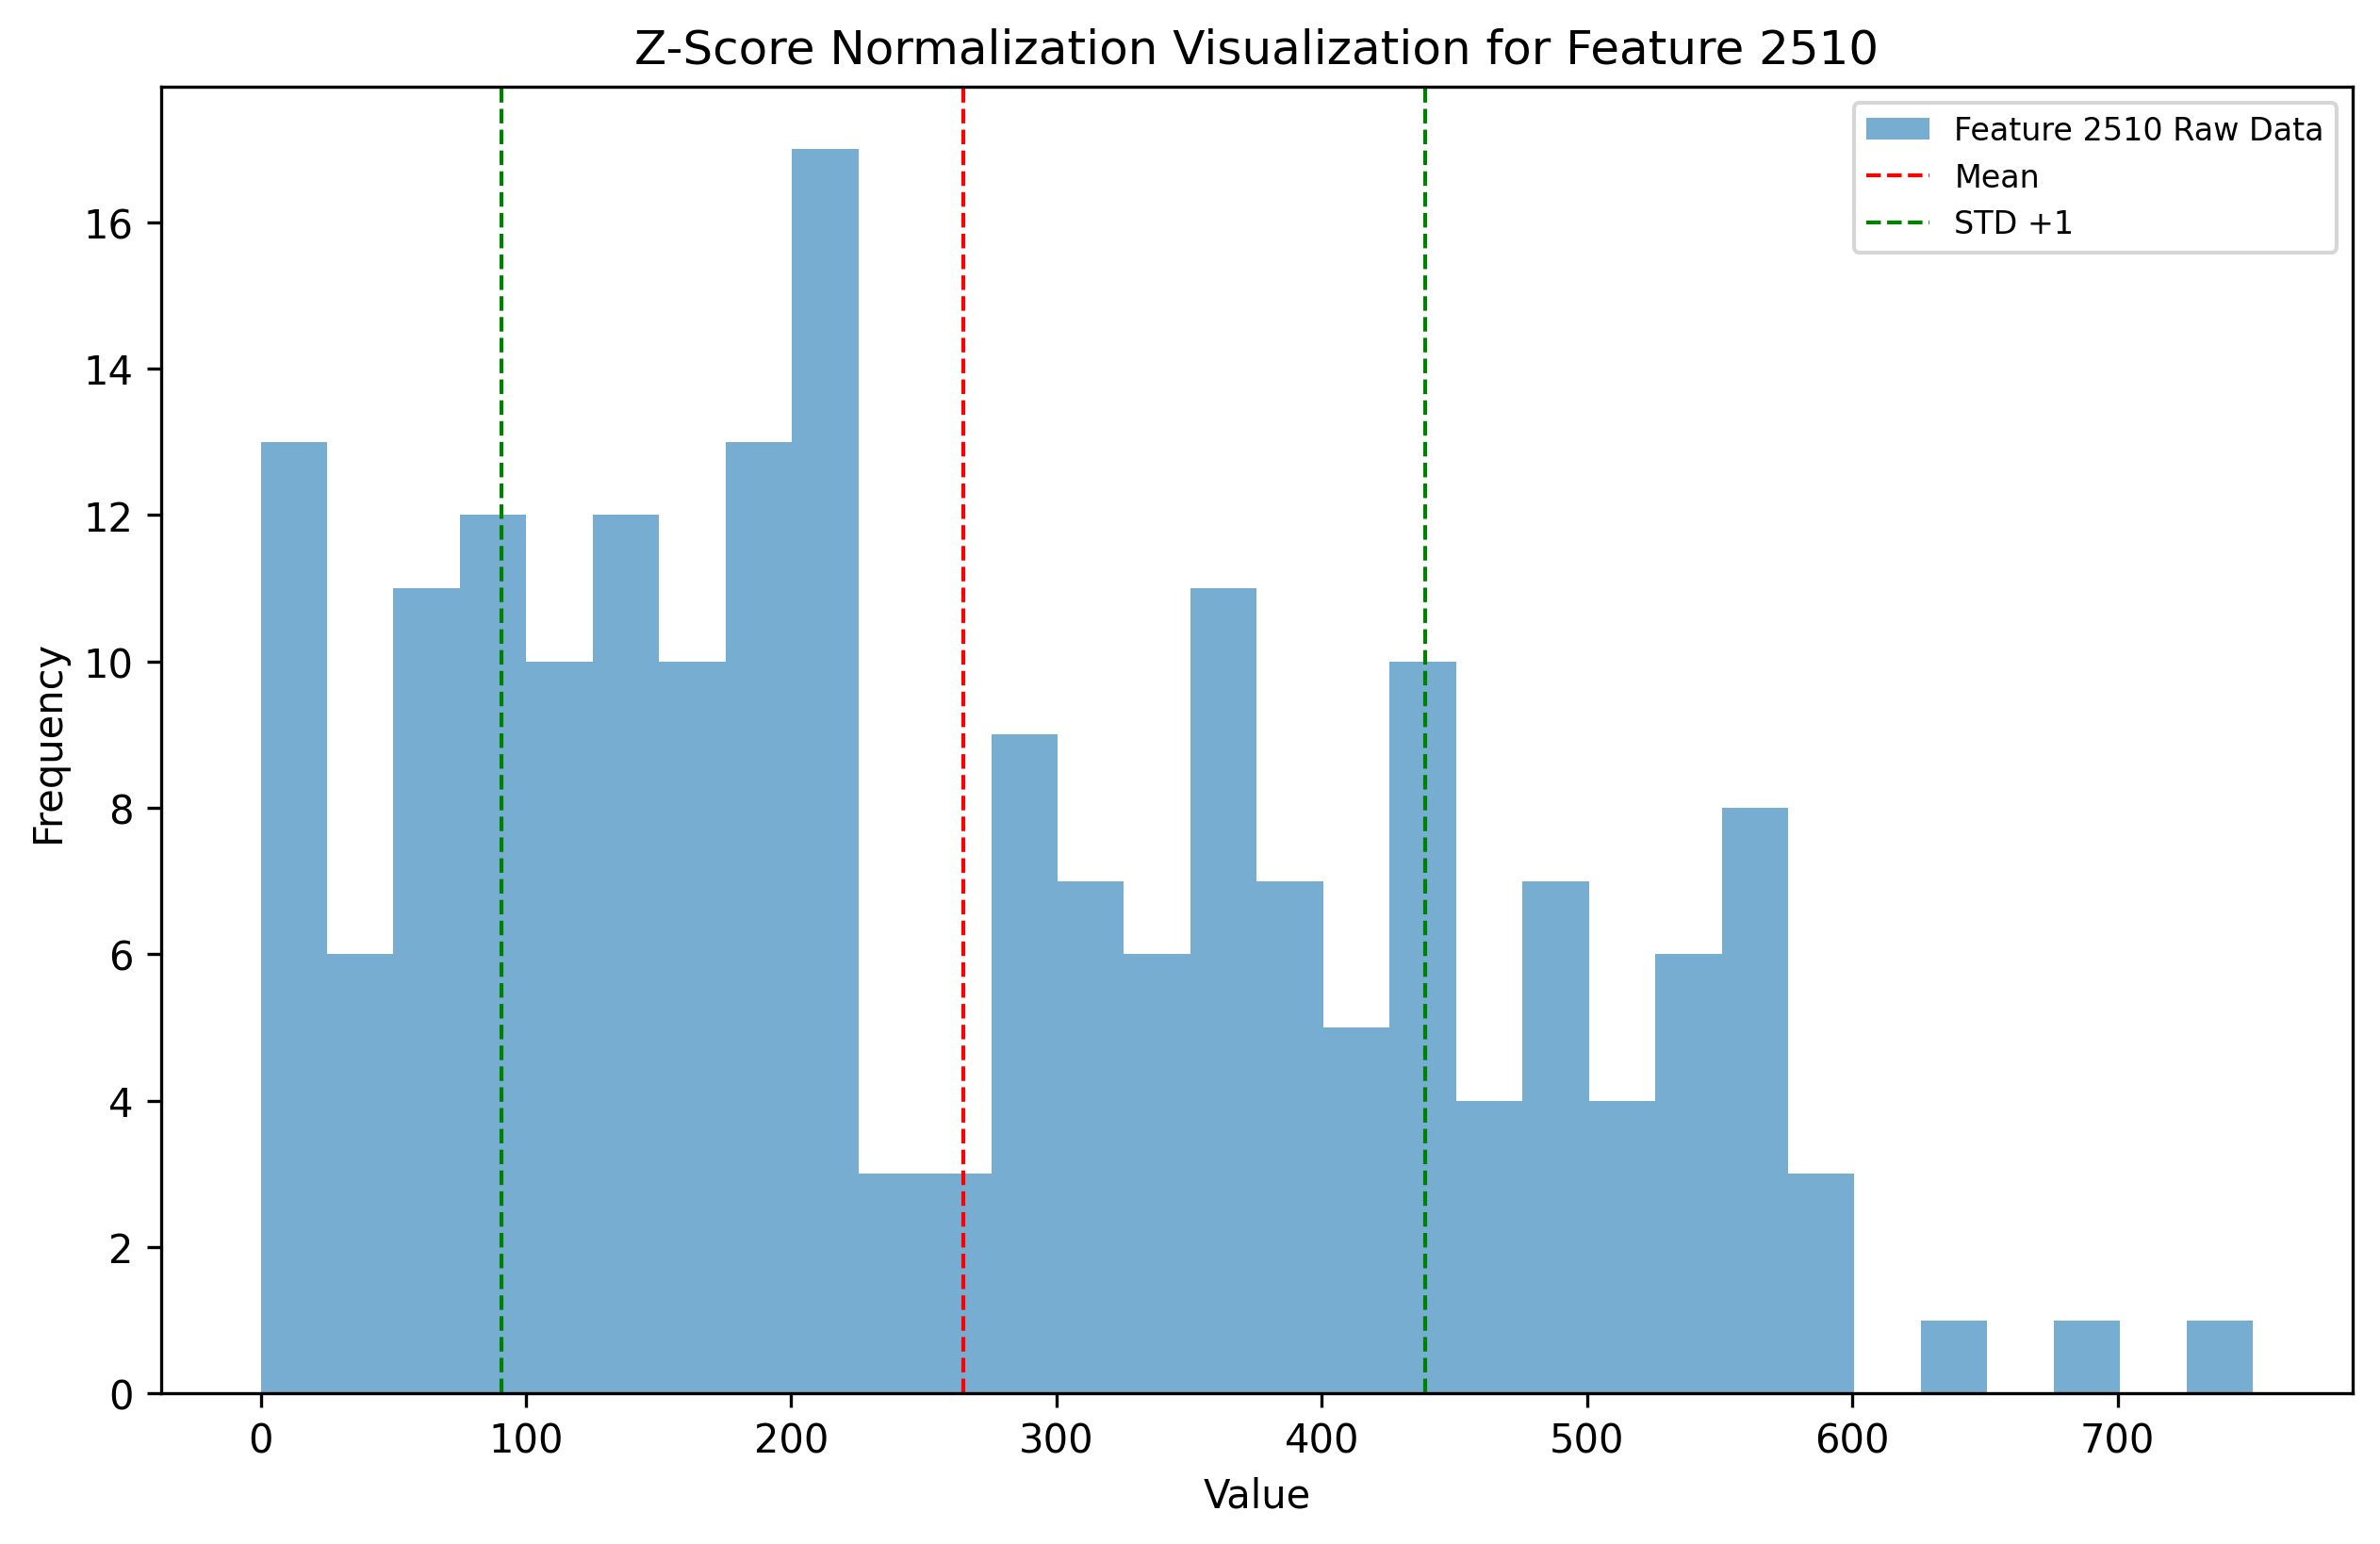 Z-Score Normalization Visualization for Feature 2510
Feature 2510 Raw Data
Mean
STD +1
16
14
12
10
8
6
4
2
0
Frequency
0 100 200 300 400 500 600 700
Value